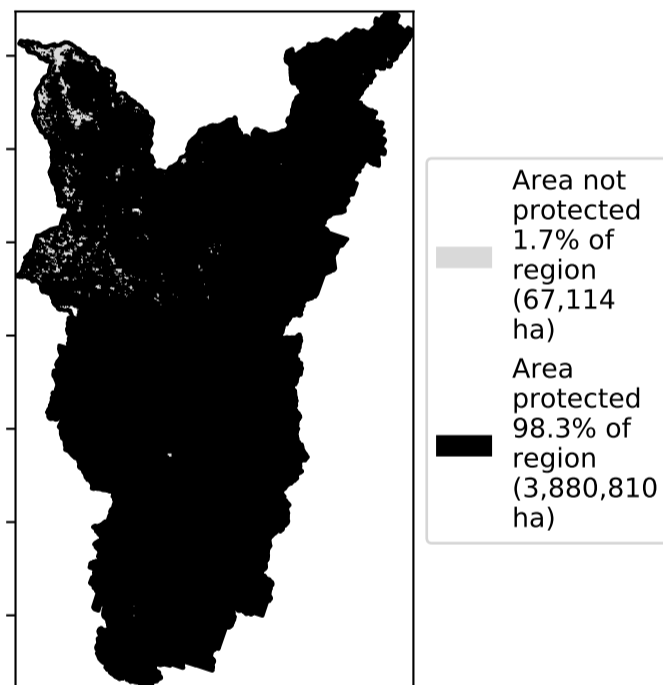 Area not
protected
1.7% of
region
(67,114
ha)
Area
protected
98.3% of
region
(3,880,810
ha)